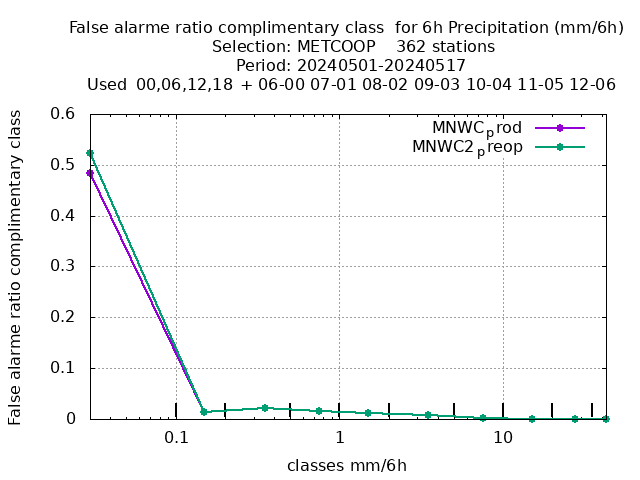 False alarme ratio complimentary class  for 6h Precipitation (mm/6h)
Selection: METCOOP    362 stations
Period: 20240501-20240517
Used  00,06,12,18  + 06-00 07-01 08-02 09-03 10-04 11-05 12-06
MNWC_prod
MNWC2_preop
False alarme ratio complimentary class
0.6
0.5
0.4
0.3
0.2
0.1
0
0.1
1
10
classes mm/6h